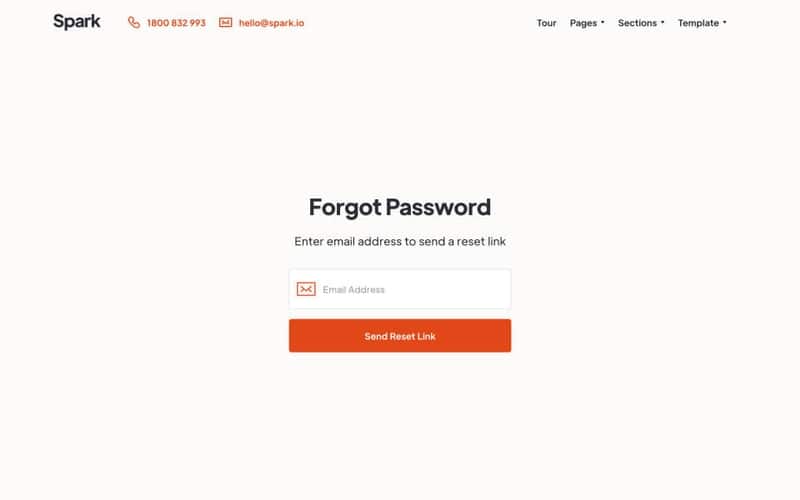 Spark 1800 832 993 hello@spark.io Tour Pages Sections Template
Forgot Password
Enter email address to send a reset link
Email Address
Send Reset Link